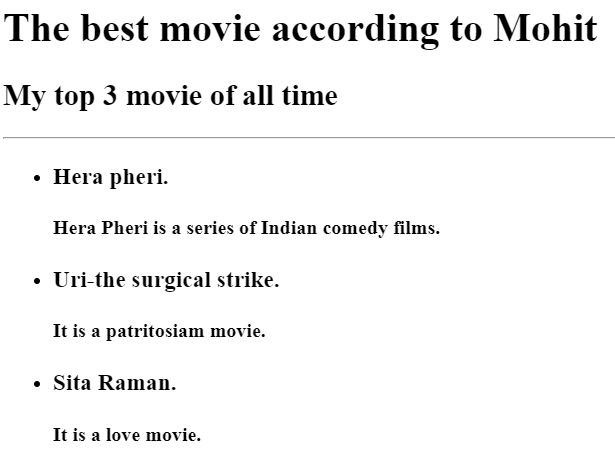 The best movie according to Mohit
My top 3 movie of all time
Hera pheri.
Hera Pheri is a series of Indian comedy films.
Uri-the surgical strike.
It is a patritosiam movie.
Sita Raman.
It is a love movie.